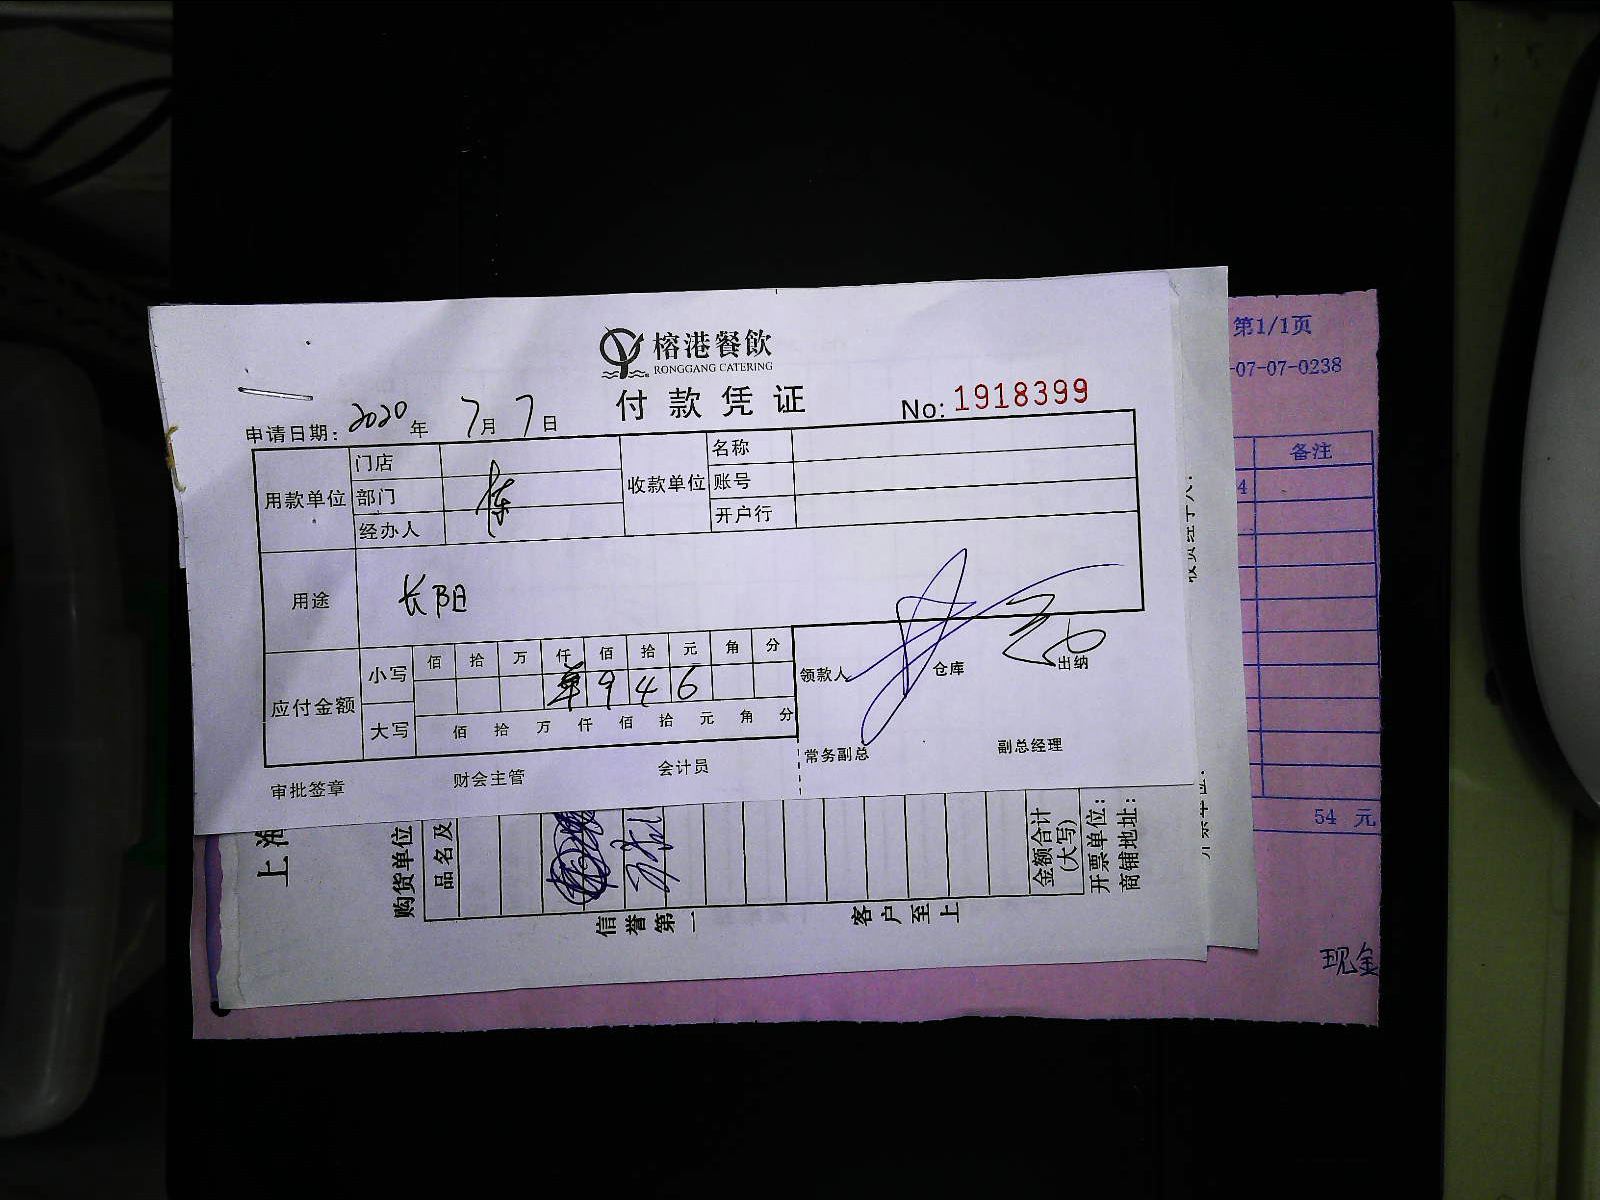 榕港餐飲
RONGGANG CATERING
付款凭证
No: 1918399
申请日期: 2020 年 7 月 7 日
用款单位 门店 收款单位 名称
部门 账号
经办人 开户行
用途 长阳
应付金额 小写 佰 拾 万 仟 佰 拾 元 角 分
9 4 6
大写 佰 拾 万 仟 佰 拾 元 角 分
领款人 仓库 出纳
常务副总 副总经理
审批签章 财会主管 会计员
第1/1页
-07-07-0238
备注
4
54 元
现金
上海
购货单位
品名及
金额合计
(大写)
开票单位:
商铺地址:
信誉第一 客户至上